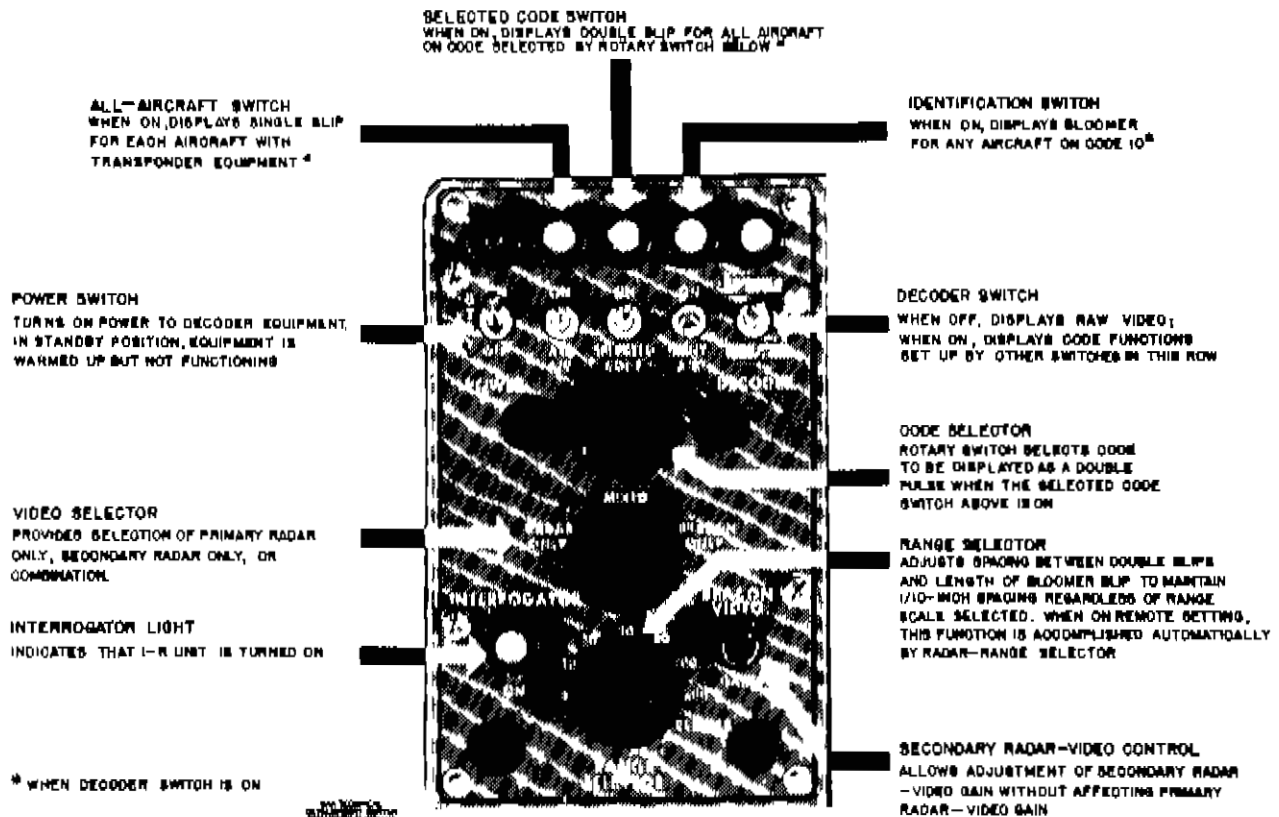 SELECTED CODE SWITCH
WHEN ON, DISPLAYS DOUBLE BLIP FOR ALL AIRCRAFT
ON CODE SELECTED BY ROTARY SWITCH BELOW *
ALL-AIRCRAFT SWITCH
WHEN ON, DISPLAYS SINGLE BLIP
FOR EACH AIRCRAFT WITH
TRANSPONDER EQUIPMENT *
IDENTIFICATION SWITCH
WHEN ON, DISPLAYS BLOOMER
FOR ANY AIRCRAFT ON CODE 10*
POWER SWITCH
TURNS ON POWER TO DECODER EQUIPMENT,
IN STANDBY POSITION, EQUIPMENT IS
WARMED UP BUT NOT FUNCTIONING
DECODER SWITCH
WHEN OFF, DISPLAYS RAW VIDEO;
WHEN ON, DISPLAYS CODE FUNCTIONS
SET UP BY OTHER SWITCHES IN THIS ROW
CODE SELECTOR
ROTARY SWITCH SELECTS CODE
TO BE DISPLAYED AS A DOUBLE
PULSE WHEN THE SELECTED CODE
SWITCH ABOVE IS ON
MIXED
VIDEO SELECTOR
PROVIDES SELECTION OF PRIMARY RADAR
ONLY, SECONDARY RADAR ONLY, OR
COMBINATION.
RANGE SELECTOR
ADJUSTS SPACING BETWEEN DOUBLE BLIPS
AND LENGTH OF BLOOMER BLIP TO MAINTAIN
1/10-INCH SPACING REGARDLESS OF RANGE
SCALE SELECTED. WHEN ON REMOTE SETTING,
THIS FUNCTION IS ACCOMPLISHED AUTOMATICALLY
BY RADAR-RANGE SELECTOR
INTERROGATOR
VIDEO
INTERROGATOR LIGHT
INDICATES THAT I-R UNIT IS TURNED ON
ON
SECONDARY RADAR-VIDEO CONTROL
ALLOWS ADJUSTMENT OF SECONDARY RADAR
-VIDEO GAIN WITHOUT AFFECTING PRIMARY
RADAR-VIDEO GAIN
* WHEN DECODER SWITCH IS ON